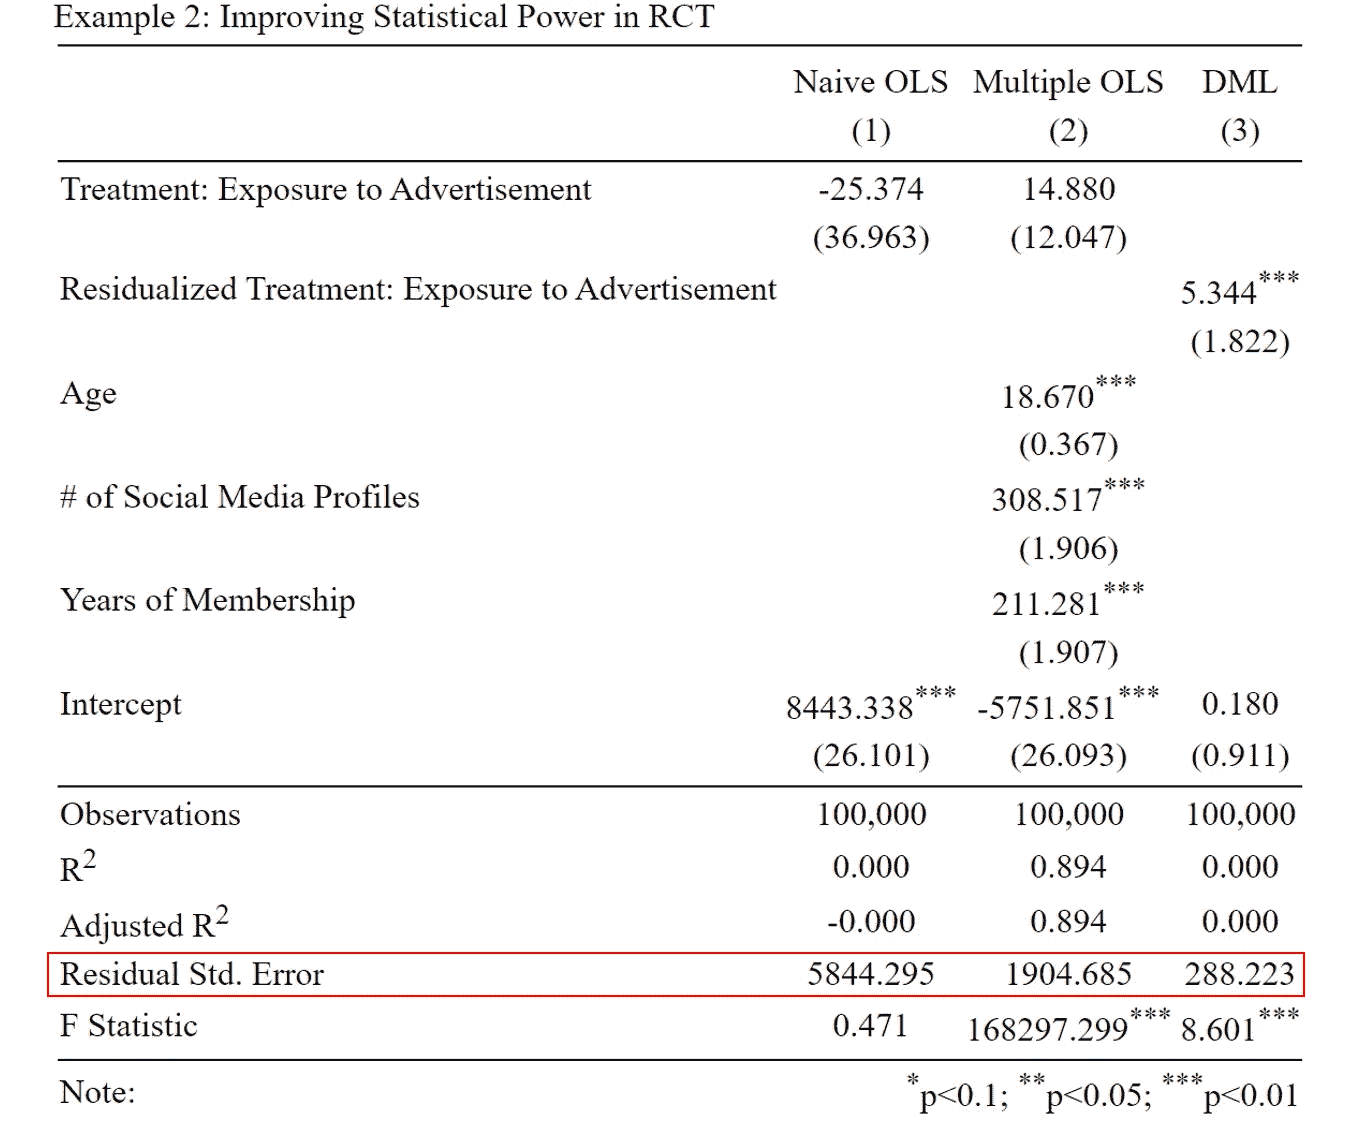 Example 2: Improving Statistical Power in RCT
Naive OLS Multiple OLS DML
(1) (2) (3)
Treatment: Exposure to Advertisement -25.374 14.880
(36.963) (12.047)
Residualized Treatment: Exposure to Advertisement 5.344***
(1.822)
Age 18.670***
(0.367)
# of Social Media Profiles 308.517***
(1.906)
Years of Membership 211.281***
(1.907)
Intercept 8443.338*** -5751.851*** 0.180
(26.101) (26.093) (0.911)
Observations 100,000 100,000 100,000
R2 0.000 0.894 0.000
Adjusted R2 -0.000 0.894 0.000
Residual Std. Error 5844.295 1904.685 288.223
F Statistic 0.471 168297.299*** 8.601***
Note: *p<0.1; **p<0.05; ***p<0.01